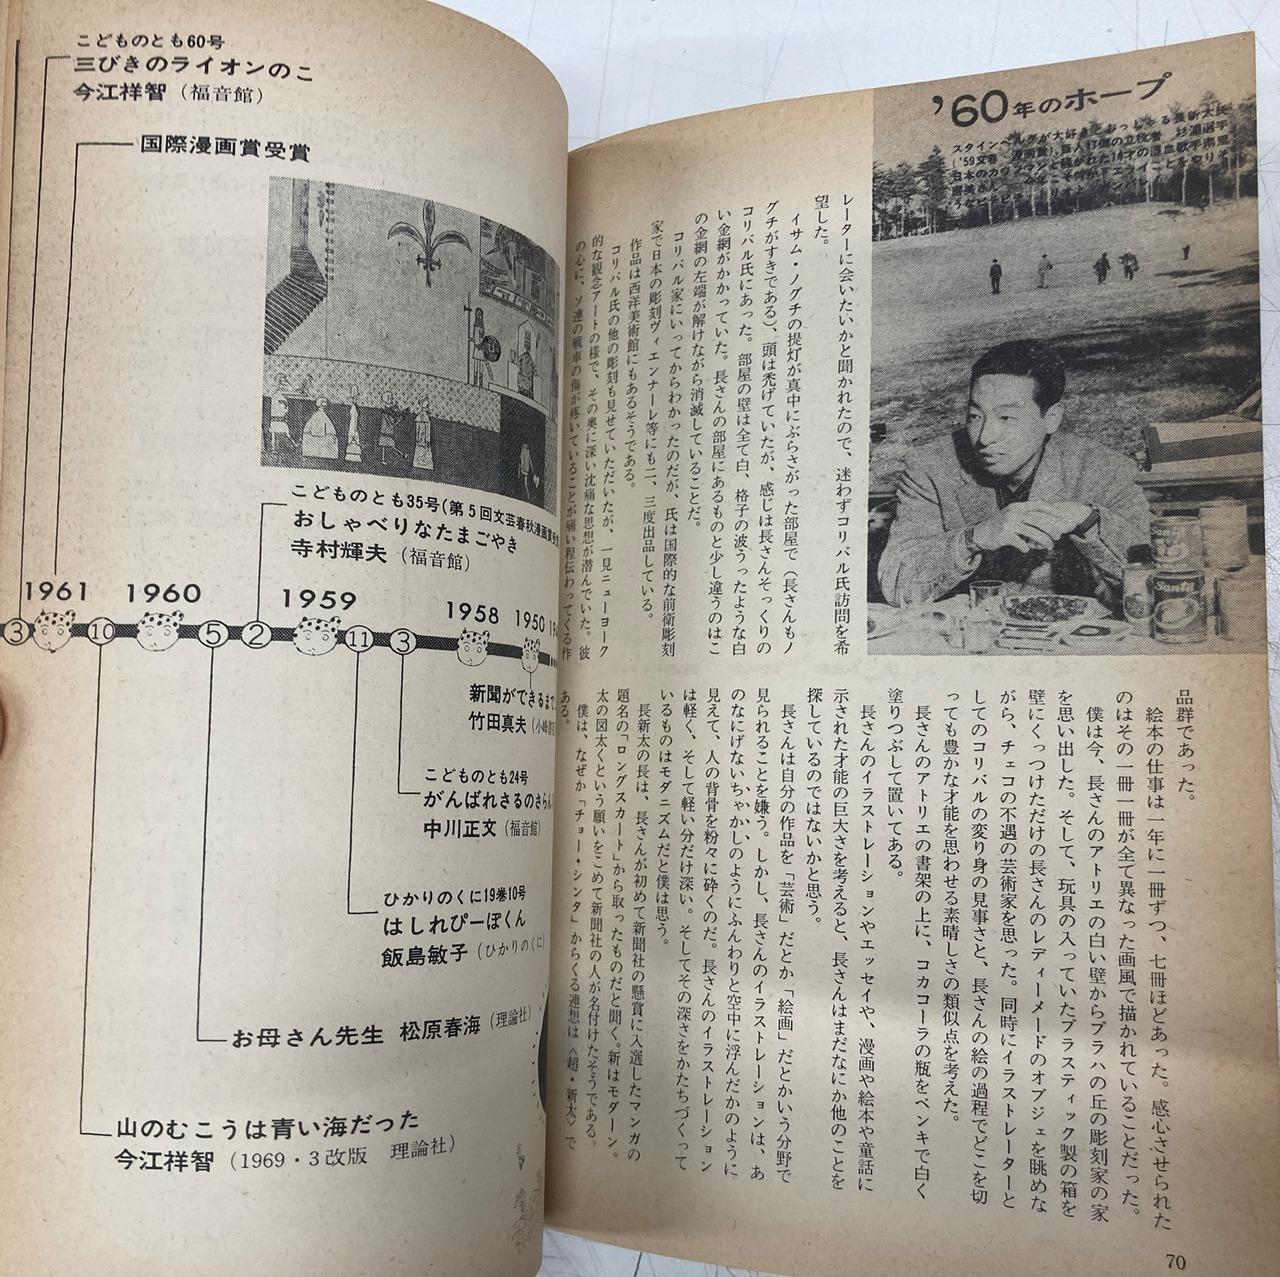 こどものとも60号
三びきのライオンのこ
今江祥智(福音館)
国際漫画賞受賞
こどものとも35号(第5回文芸春秋漫画賞
おしゃべりなたまごやき
寺村輝夫(福音館)
1961 1960 1959 1958 1950
3 10 5 2 11 3
新聞ができるまで
竹田真夫(小峰
こどものとも24号
がんばれさるのさらん
中川正文(福音館)
ひかりのくに19巻10号
はしれぴーぽくん
飯島敏子(ひかりのくに)
お母さん先生 松原春海(理論社)
山のむこうは青い海だった
今江祥智(1969・3改版 理論社)
'60年のホープ
スタインベルグが大好きとおっしゃる長新太氏
レーターに会いたいかと聞かれたので、迷わずコリバル氏訪問を希
望した。
イサム・ノグチの提灯が真中にぶらさがった部屋で(長さんもノ
グチがすきである)、頭は禿げていたが、感じは長さんそっくりの
コリバル氏にあった。部屋の壁は全て白、格子の波うったような白
い金網がかかっていた。長さんの部屋にあるものと少し違うのはこ
の金網の左端が解けながら消滅していることだ。
コリバル家にいってからわかったのだが、氏は国際的な前衛彫刻
家で日本の彫刻ヴィエンナーレ等にも二、三度出品している。
作品は西洋美術館にもあるそうである。
コリバル氏の他の彫刻も見せていただいたが、一見ニューヨーク
的な観念アートの様で、その奥に深い沈痛な思想が潜んでいた。彼
の心に、ソ連の戦車の傷が疼いていることが痛い程伝わってくる作
品群であった。
絵本の仕事は一年に一冊ずつ、七冊ほどあった。感心させられた
のはその一冊一冊が全て異なった画風で描かれていることだった。
僕は今、長さんのアトリエの白い壁からプラハの丘の彫刻家の家
を思い出した。そして、玩具の入っていたプラスティック製の箱を
壁にくっつけただけの長さんのレディーメードのオブジェを眺めな
がら、チェコの不遇の芸術家を思った。同時にイラストレーターと
してのコリバルの変り身の見事さと、長さんの絵の過程でどこを切
っても豊かな才能を思わせる素晴しさの類似点を考えた。
長さんのアトリエの書架の上に、コカコーラの瓶をペンキで白く
塗りつぶして置いてある。
長さんのイラストレーションやエッセイや、漫画や絵本や童話に
示された才能の巨大さを考えると、長さんはまだなにか他のことを
探しているのではないかと思う。
長さんは自分の作品を「芸術」だとか「絵画」だとかいう分野で
見られることを嫌う。しかし、長さんのイラストレーションは、あ
のなにげないちゃかしのようにふんわりと空中に浮んだかのように
見えて、人の背骨を粉々に砕くのだ。長さんのイラストレーション
は軽く、そして軽い分だけ深い。そしてその深さをかたちづくって
いるものはモダニズムだと僕は思う。
長新太の長は、長さんが初めて新聞社の懸賞に入選したマンガの
題名の「ロングスカート」から取ったものだと聞く。新はモダーン。
太の図太くという願いをこめて新聞社の人が名付けたそうである。
僕は、なぜか「チョー・シンタ」からくる連想は〈超・新太〉で
ある。
70